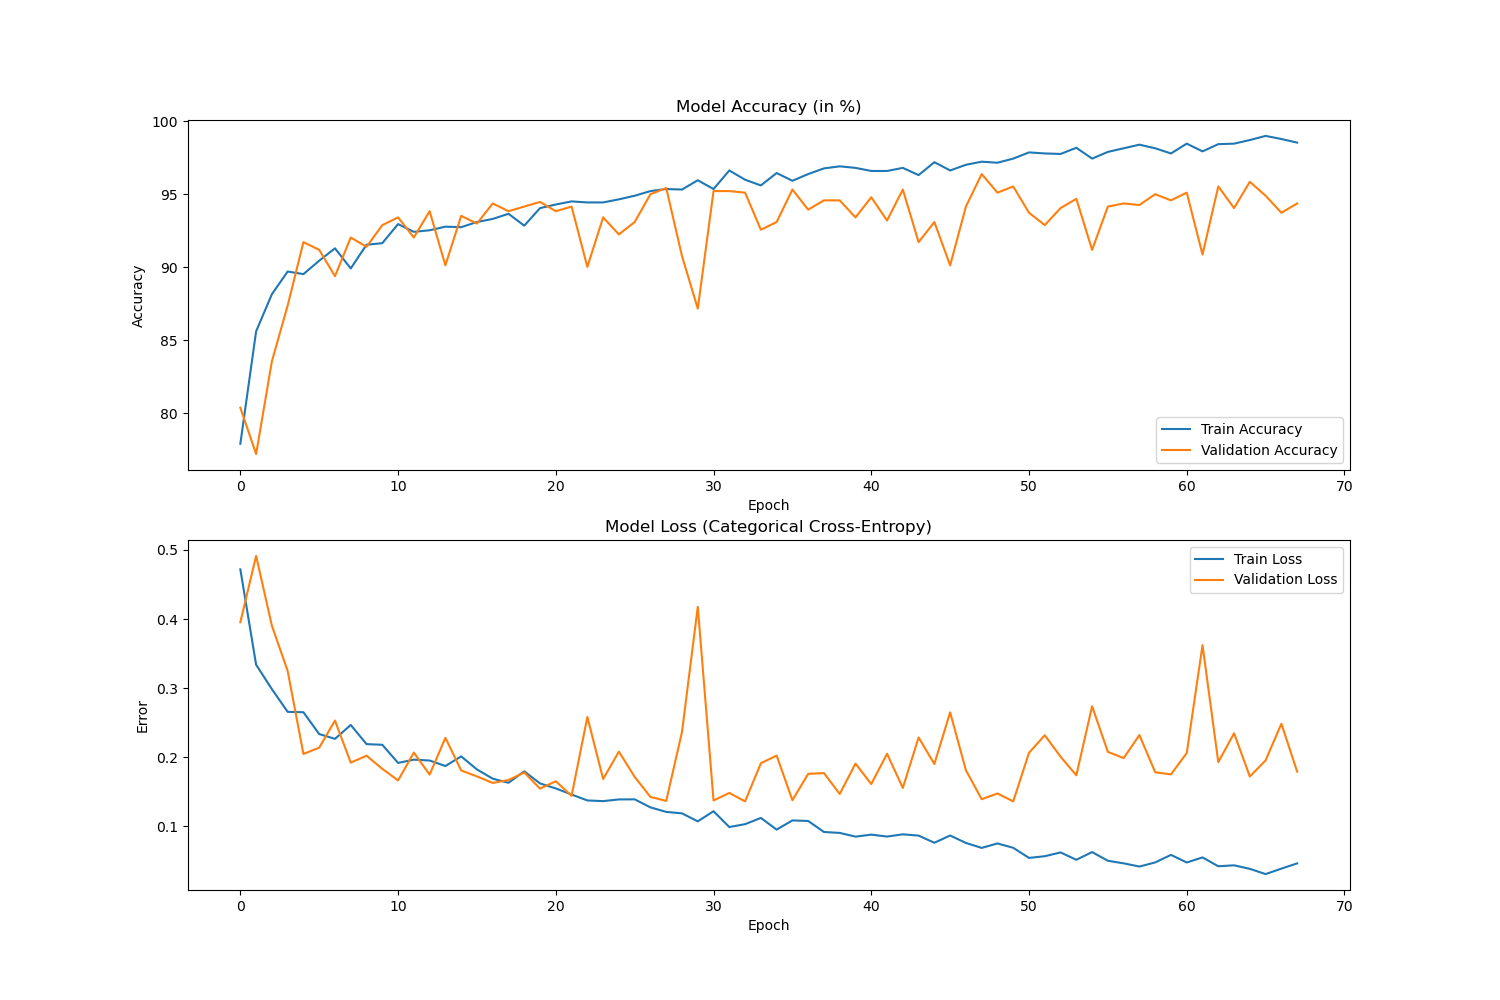 Model Accuracy (in %)
100
95
90
85
80
Accuracy
Train Accuracy
Validation Accuracy
0 10 20 30 40 50 60 70
Epoch
Model Loss (Categorical Cross-Entropy)
0.5
0.4
0.3
0.2
0.1
Error
Train Loss
Validation Loss
0 10 20 30 40 50 60 70
Epoch